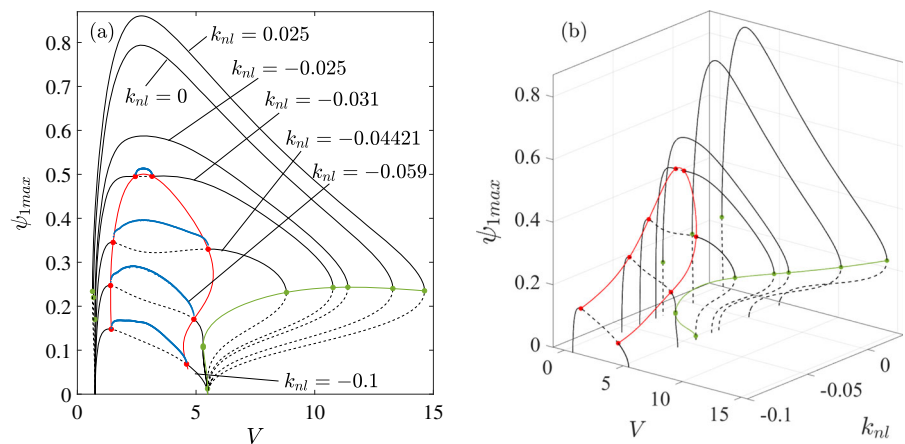 (a)
k_nl = 0.025
k_nl = −0.025
k_nl = 0
k_nl = −0.031
k_nl = −0.04421
k_nl = −0.059
k_nl = −0.1
0.8
0.7
0.6
0.5
0.4
0.3
0.2
0.1
0
ψ_1max
0 5 10 15
V
(b)
0.8
0.6
0.4
0.2
0
ψ_1max
0 5 10 15
V
-0.1 -0.05 0
k_nl